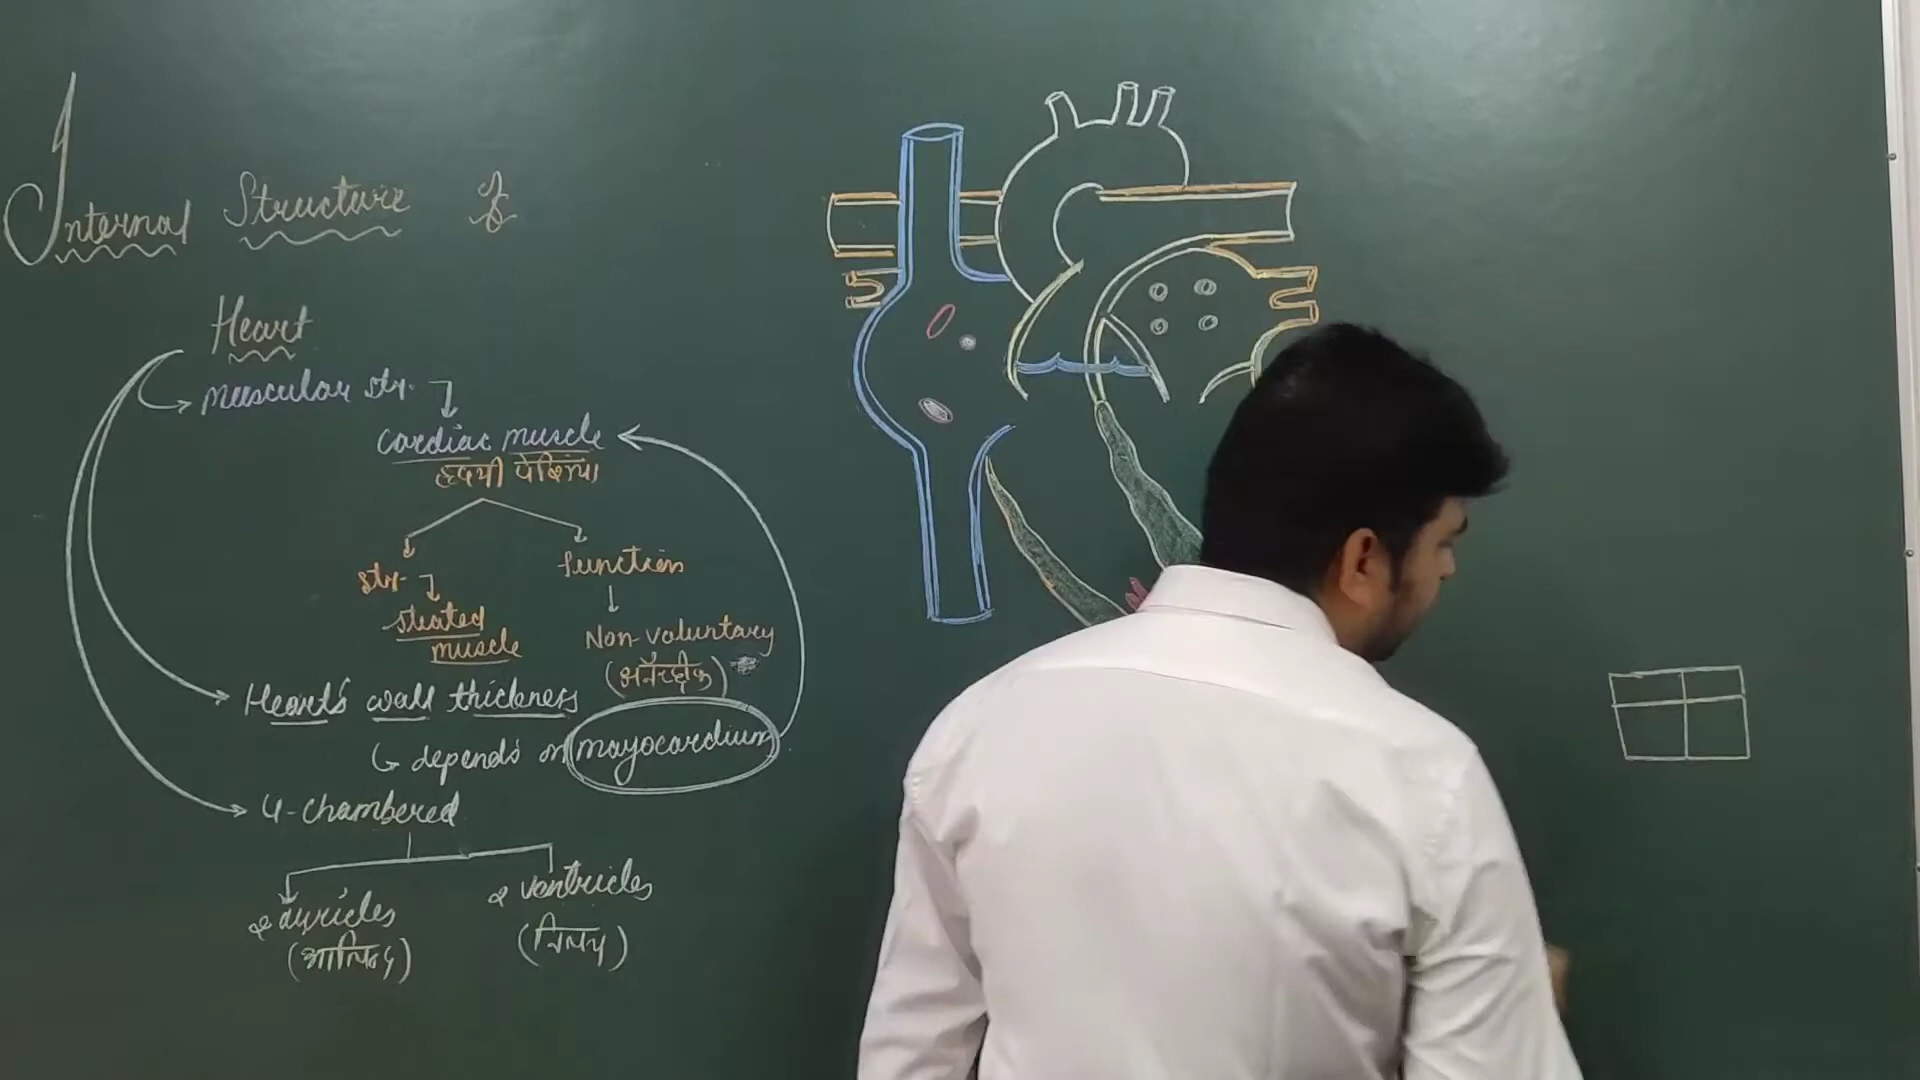 Internal Structure of
Heart
muscular str.
cardiac muscle
हृदयी पेशियां
str.
striated
muscle
function
Non-voluntary
(अनैच्छिक)
Heart's wall thickness
depends on mayocardium
4-chambered
2 auricles
2 ventricles
(निलय)